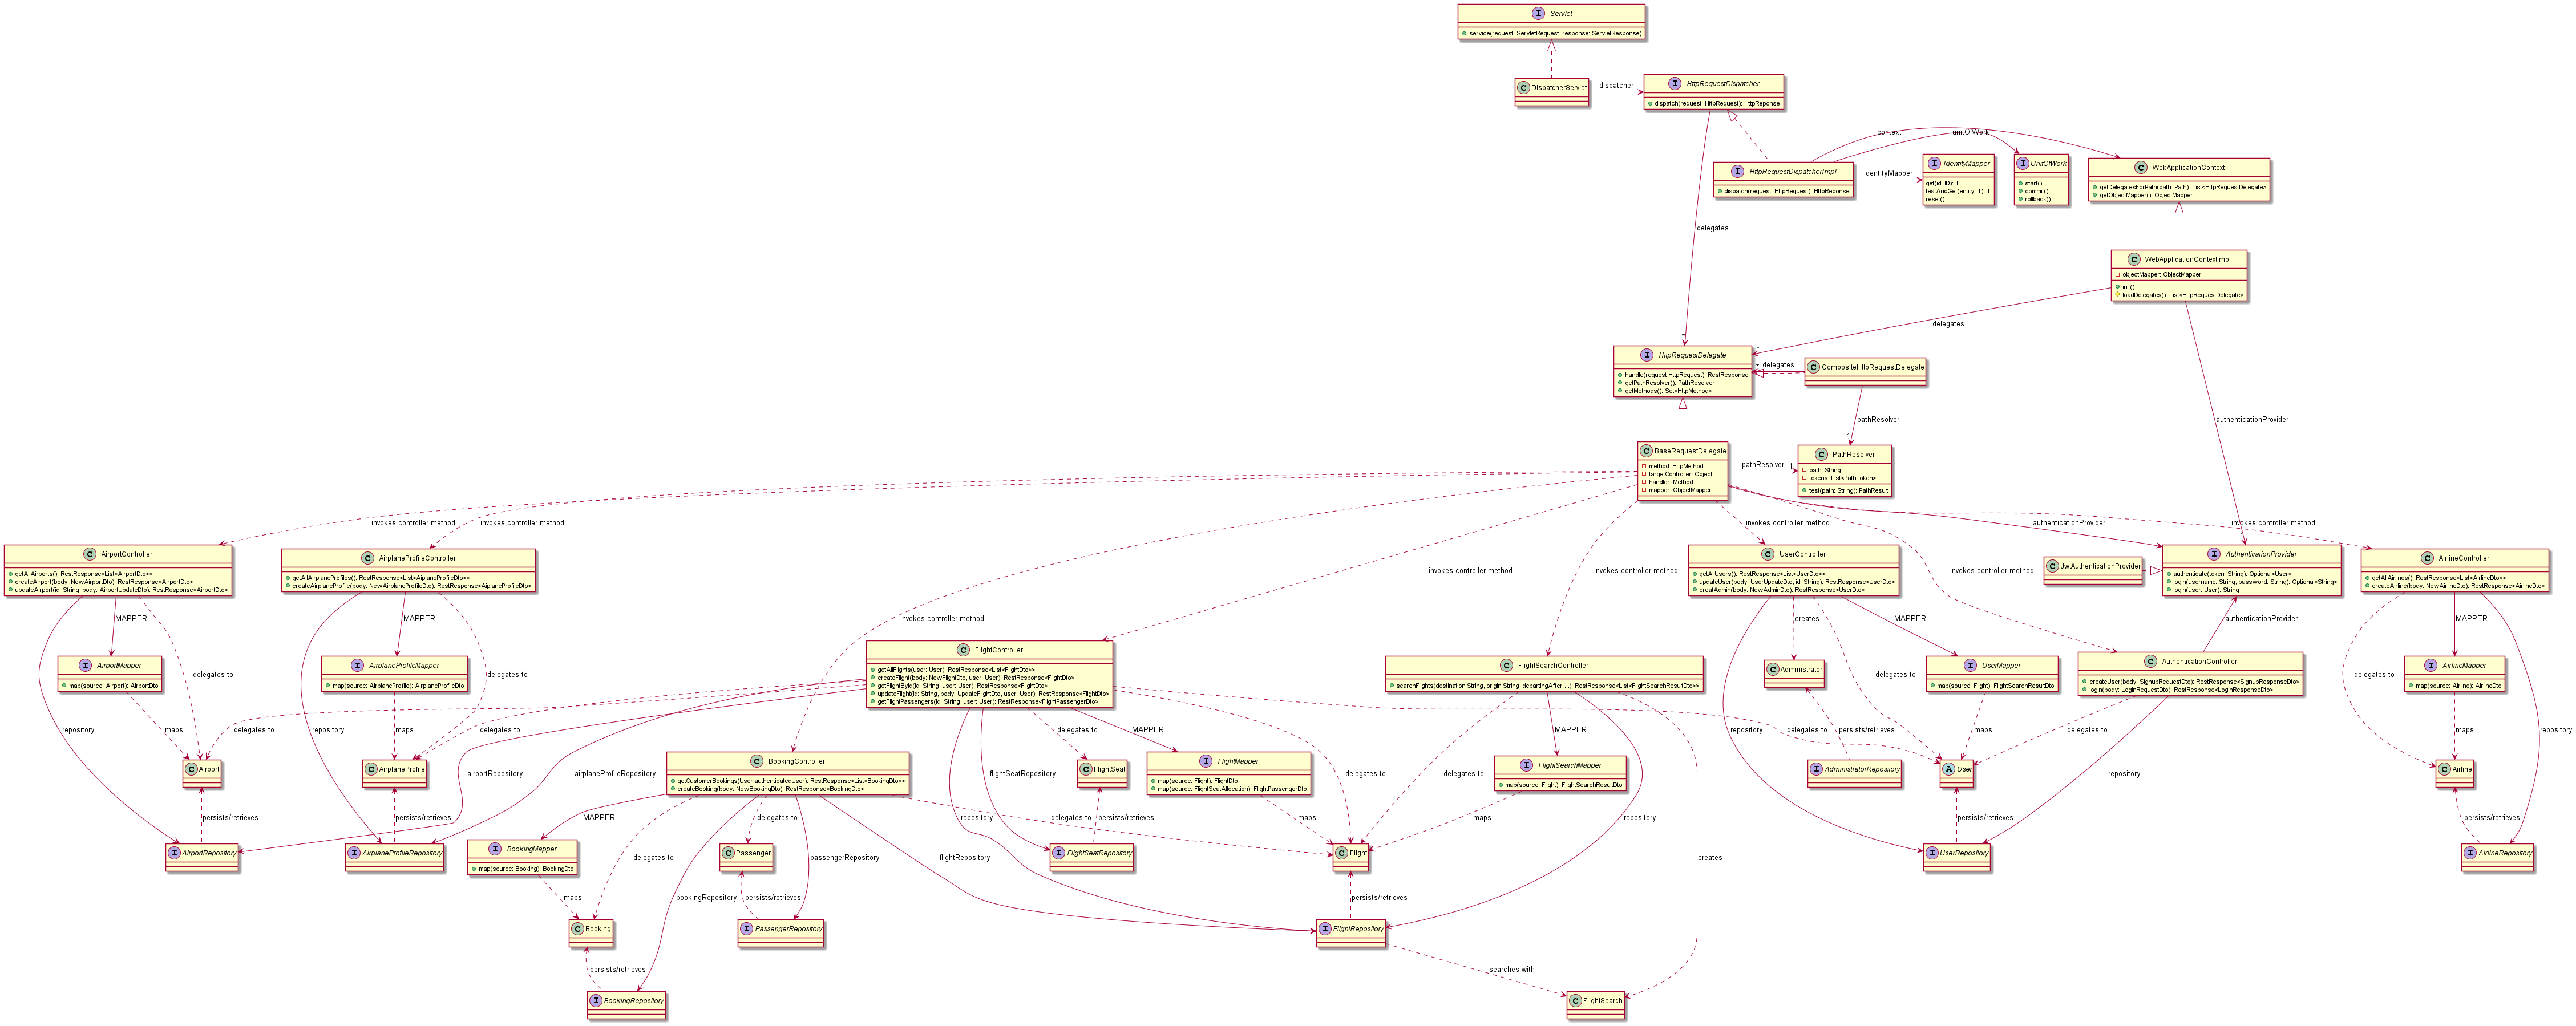 Servlet
service(request: ServletRequest, response: ServletResponse)
DispatcherServlet
dispatcher
HttpRequestDispatcher
dispatch(request: HttpRequest): HttpReponse
context
unitOfWork
HttpRequestDispatcherImpl
dispatch(request: HttpRequest): HttpReponse
identityMapper
IdentityMapper
get(id: ID): T
testAndGet(entity: T): T
reset()
UnitOfWork
start()
commit()
rollback()
WebApplicationContext
getDelegatesForPath(path: Path): List<HttpRequestDelegate>
getObjectMapper(): ObjectMapper
delegates
WebApplicationContextImpl
objectMapper: ObjectMapper
init()
loadDelegates(): List<HttpRequestDelegate>
delegates
*
*
HttpRequestDelegate
handle(request HttpRequest): RestResponse
getPathResolver(): PathResolver
getMethods(): Set<HttpMethod>
* delegates
CompositeHttpRequestDelegate
pathResolver
1
authenticationProvider
BaseRequestDelegate
method: HttpMethod
targetController: Object
handler: Method
mapper: ObjectMapper
pathResolver 1
PathResolver
path: String
tokens: List<PathToken>
test(path: String): PathResult
invokes controller method
invokes controller method
invokes controller method
authenticationProvider
1
invokes controller method
AirportController
getAllAirports(): RestResponse<List<AirportDto>>
createAirport(body: NewAirportDto): RestResponse<AirportDto>
updateAirport(id: String, body: AirportUpdateDto): RestResponse<AirportDto>
AirplaneProfileController
getAllAirplaneProfiles(): RestResponse<List<AiplaneProfileDto>>
createAirplaneProfile(body: NewAirplaneProfileDto): RestResponse<AiplaneProfileDto>
invokes controller method
invokes controller method
UserController
getAllUsers(): RestResponse<List<UserDto>>
updateUser(body: UserUpdateDto, id: String): RestResponse<UserDto>
creatAdmin(body: NewAdminDto): RestResponse<UserDto>
invokes controller method
JwtAuthenticationProvider
AuthenticationProvider
authenticate(token: String): Optional<User>
login(username: String, password: String): Optional<String>
login(user: User): String
AirlineController
getAllAirlines(): RestResponse<List<AirlineDto>>
createAirline(body: NewAirlineDto): RestResponse<AirlineDto>
MAPPER
MAPPER
invokes controller method
creates
MAPPER
authenticationProvider
MAPPER
AirportMapper
map(source: Airport): AirportDto
delegates to
AirplaneProfileMapper
map(source: AirplaneProfile): AirplaneProfileDto
delegates to
FlightController
getAllFlights(user: User): RestResponse<List<FlightDto>>
createFlight(body: NewFlightDto, user: User): RestResponse<FlightDto>
getFlightById(id: String, user: User): RestResponse<FlightDto>
updateFlight(id: String, body: UpdateFlightDto, user: User): RestResponse<FlightDto>
getFlightPassengers(id: String, user: User): RestResponse<FlightPassengerDto>
FlightSearchController
searchFlights(destination String, origin String, departingAfter ...): RestResponse<List<FlightSearchResultDto>>
Administrator
delegates to
UserMapper
map(source: Flight): FlightSearchResultDto
AuthenticationController
createUser(body: SignupRequestDto): RestResponse<SignupResponseDto>
login(body: LoginRequestDto): RestResponse<LoginResponseDto>
delegates to
AirlineMapper
map(source: Airline): AirlineDto
repository
maps
delegates to
repository
maps
delegates to
delegates to
MAPPER
MAPPER
repository
delegates to
persists/retrieves
maps
delegates to
maps
repository
Airport
AirplaneProfile
airportRepository
airplaneProfileRepository
BookingController
getCustomerBookings(User authenticatedUser): RestResponse<List<BookingDto>>
createBooking(body: NewBookingDto): RestResponse<BookingDto>
flightSeatRepository
FlightSeat
FlightMapper
map(source: Flight): FlightDto
map(source: FlightSeatAllocation): FlightPassengerDto
delegates to
delegates to
FlightSearchMapper
map(source: Flight): FlightSearchResultDto
AdministratorRepository
User
repository
Airline
persists/retrieves
persists/retrieves
MAPPER
delegates to
repository
delegates to
persists/retrieves
maps
maps
repository
persists/retrieves
persists/retrieves
AirportRepository
AirplaneProfileRepository
BookingMapper
map(source: Booking): BookingDto
delegates to
Passenger
passengerRepository
flightRepository
FlightSeatRepository
Flight
creates
UserRepository
AirlineRepository
maps
bookingRepository
persists/retrieves
persists/retrieves
Booking
PassengerRepository
FlightRepository
persists/retrieves
searches with
BookingRepository
FlightSearch